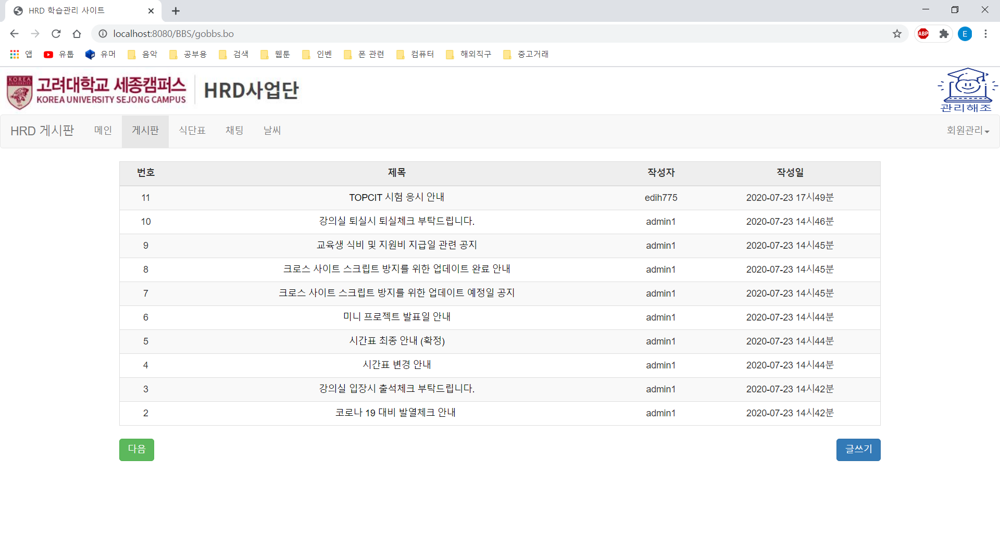 HRD 학습관리 사이트
localhost:8080/BBS/gobbs.bo
ABP
E
앱 유튭 유머 음악 공부용 검색 웹툰 인벤 폰 관련 컴퓨터 해외직구 중고거래
KOREA
고려대학교 세종캠퍼스
KOREA UNIVERSITY SEJONG CAMPUS
HRD사업단
관리해조
HRD 게시판 메인 게시판 식단표 채팅 날씨 회원관리
번호 제목 작성자 작성일
11 TOPCIT 시험 응시 안내 edih775 2020-07-23 17시49분
10 강의실 퇴실시 퇴실체크 부탁드립니다. admin1 2020-07-23 14시46분
9 교육생 식비 및 지원비 지급일 관련 공지 admin1 2020-07-23 14시45분
8 크로스 사이트 스크립트 방지를 위한 업데이트 완료 안내 admin1 2020-07-23 14시45분
7 크로스 사이트 스크립트 방지를 위한 업데이트 예정일 공지 admin1 2020-07-23 14시45분
6 미니 프로젝트 발표일 안내 admin1 2020-07-23 14시44분
5 시간표 최종 안내 (확정) admin1 2020-07-23 14시44분
4 시간표 변경 안내 admin1 2020-07-23 14시44분
3 강의실 입장시 출석체크 부탁드립니다. admin1 2020-07-23 14시42분
2 코로나 19 대비 발열체크 안내 admin1 2020-07-23 14시42분
다음 글쓰기